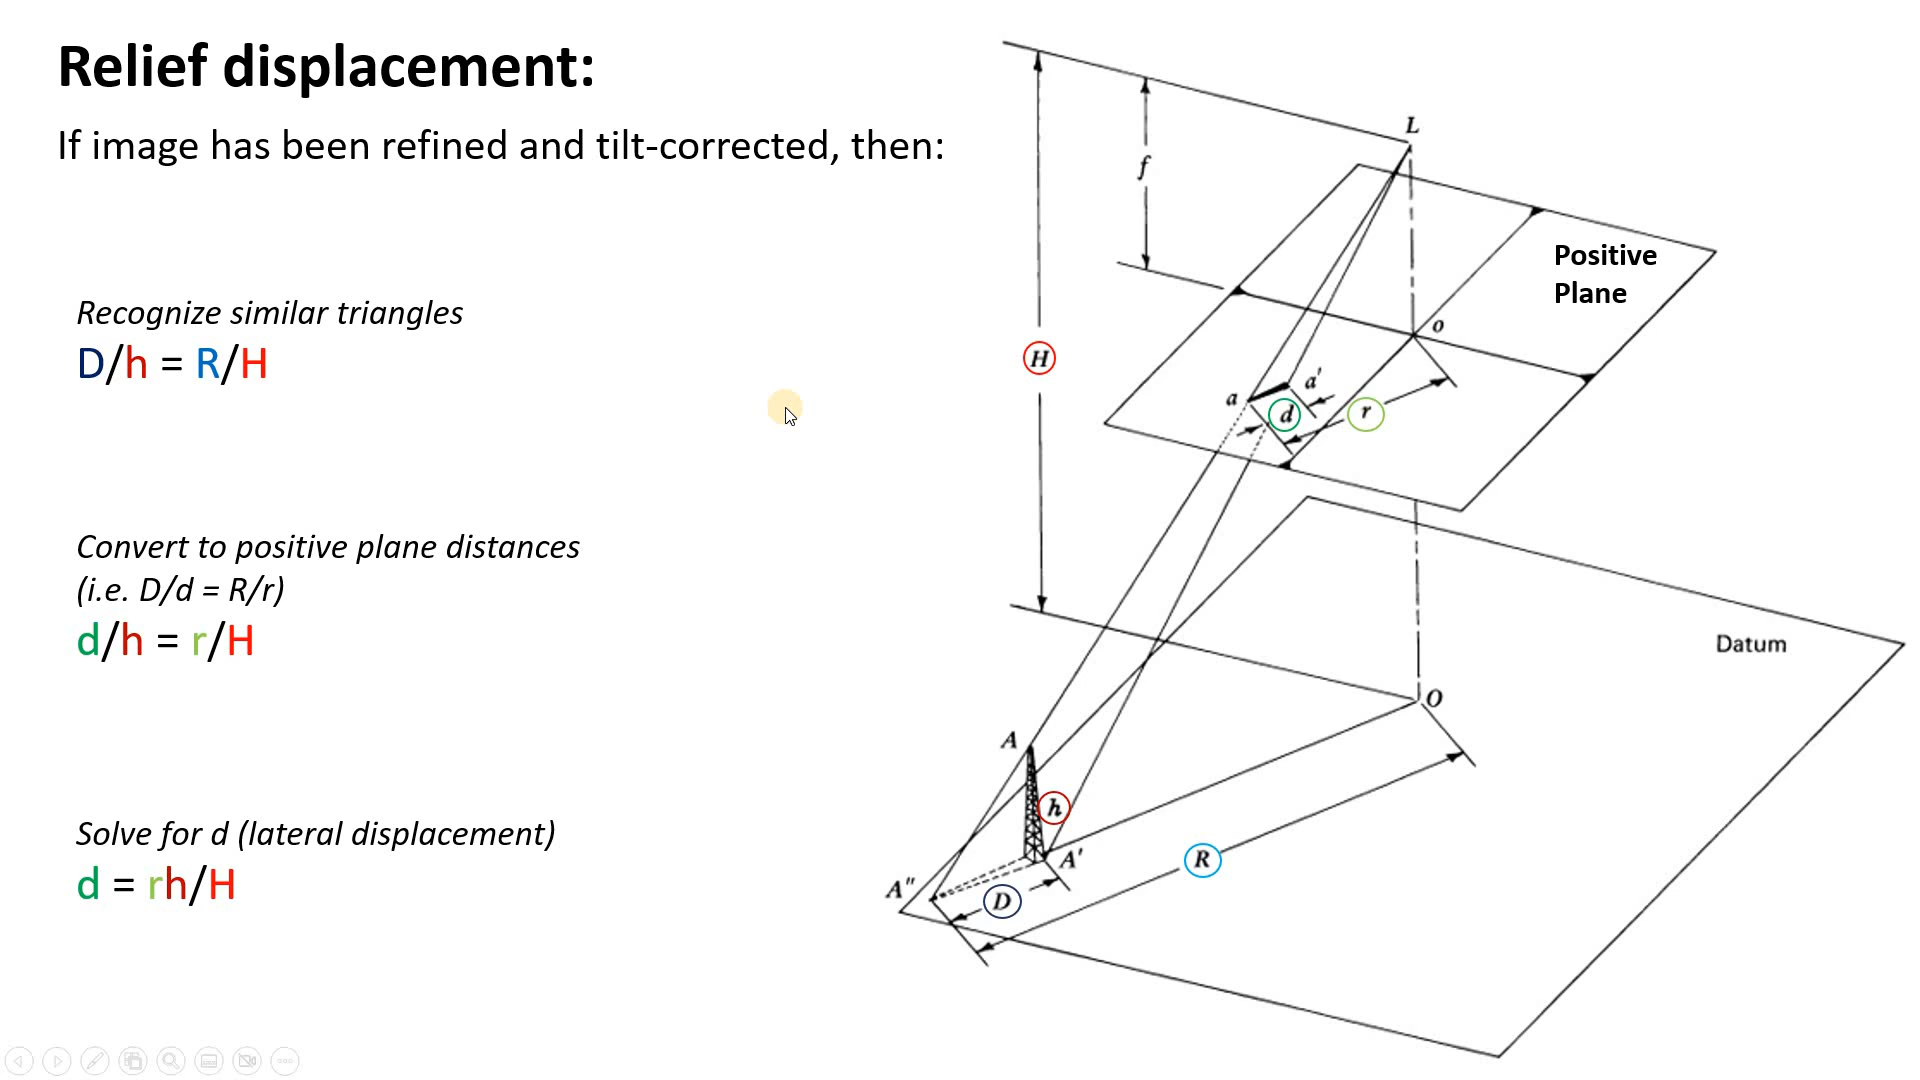 Relief displacement:
If image has been refined and tilt-corrected, then:
Recognize similar triangles
D/h = R/H
Convert to positive plane distances
(i.e. D/d = R/r)
d/h = r/H
Solve for d (lateral displacement)
d = rh/H
L
f
Positive
Plane
o
H
a'
a
d
r
Datum
O
A
h
A'
R
A"
D